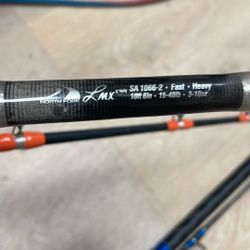 NORTH FORK
LMX
SA 1066-2 · Fast · Heavy
10ft 6in · 15-40lb · 3-10oz